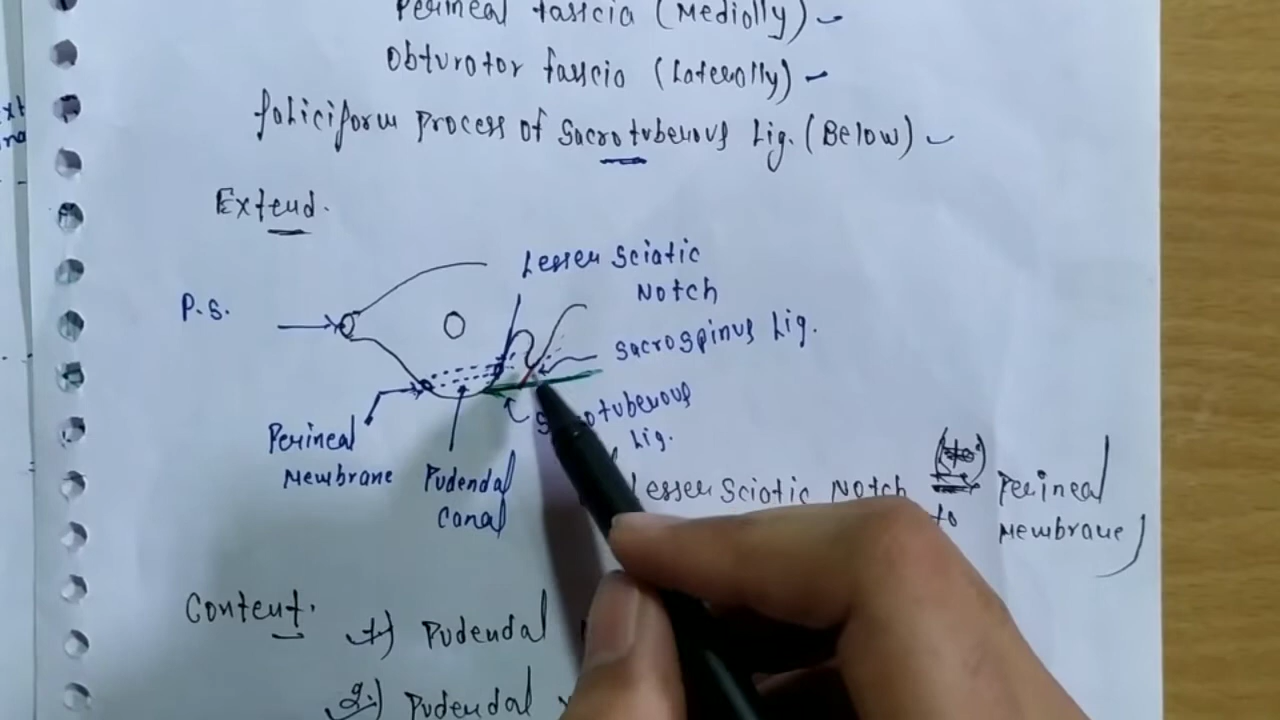 Perineal fascia (Medially)
Obturator fascia (Laterally)
faliciform Process of Sacrotuberous Lig. (Below)
Extend.
Lesser Sciatic
Notch
P.S.
Sacrospinus Lig.
Sacrotuberous
Lig.
Perineal
Membrane
Pudendal
Canal
Lesser Sciatic Notch to Perineal
Membrane)
Content.
1) Pudendal
2.) Pudendal